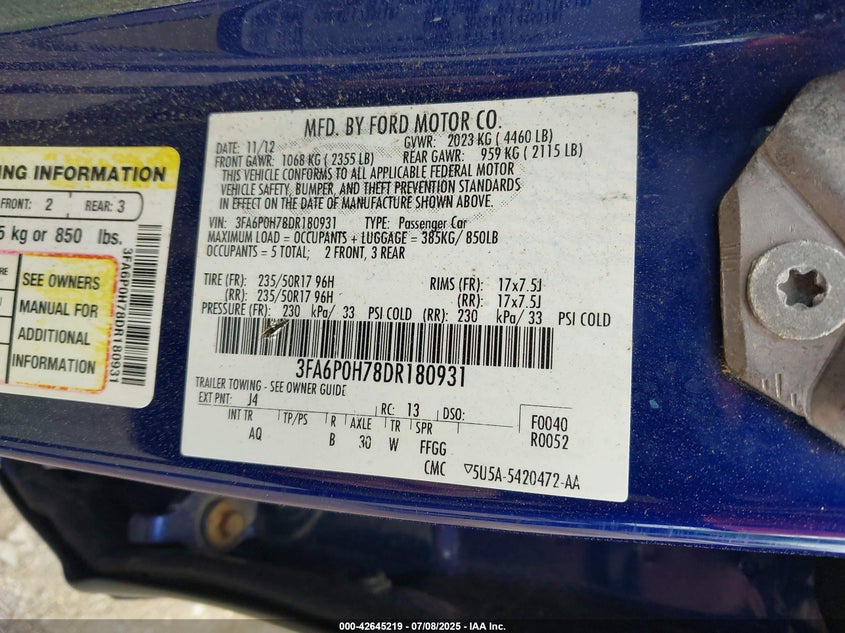 MFD. BY FORD MOTOR CO.
DATE: 11/12 GVWR: 2023 KG ( 4460 LB)
FRONT GAWR: 1068 KG ( 2355 LB) REAR GAWR: 959 KG ( 2115 LB)
THIS VEHICLE CONFORMS TO ALL APPLICABLE FEDERAL MOTOR
VEHICLE SAFETY, BUMPER, AND THEFT PREVENTION STANDARDS
IN EFFECT ON THE DATE OF MANUFACTURE SHOWN ABOVE.
VIN: 3FA6P0H78DR180931 TYPE: Passenger Car
MAXIMUM LOAD = OCCUPANTS + LUGGAGE = 385KG/ 850LB
OCCUPANTS = 5 TOTAL: 2 FRONT, 3 REAR
TIRE (FR): 235/50R17 96H RIMS (FR): 17x7.5J
(RR): 235/50R17 96H (RR): 17x7.5J
PRESSURE (FR): 230 kPa/ 33 PSI COLD (RR): 230 kPa/ 33 PSI COLD
3FA6P0H78DR180931
TRAILER TOWING - SEE OWNER GUIDE
EXT PNT: J4 RC: 13 DSO:
INT TR TP/PS R AXLE TR SPR F0040
AQ B 30 W FFGG R0052
CMC ▽5U5A-5420472-AA
NG INFORMATION
FRONT: 2 REAR: 3
5 kg or 850 lbs.
SEE OWNERS
MANUAL FOR
ADDITIONAL
INFORMATION
3FA6P0H78DR180931
000-42645219 - 07/08/2025 - IAA Inc.